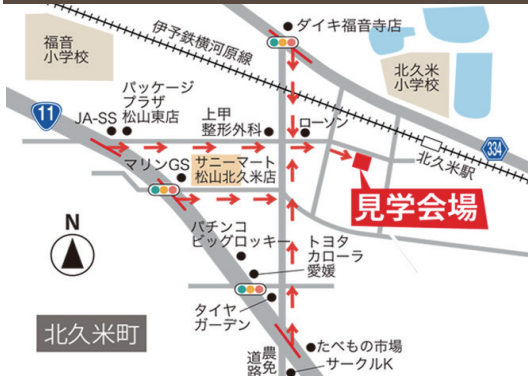 ダイキ福音寺店
伊予鉄横河原線
福音
小学校
北久米
小学校
11
パッケージ
プラザ
松山東店
JA-SS
上甲
整形外科
ローソン
334
北久米駅
マリンGS
サニーマート
松山北久米店
見学会場
N
パチンコ
ビッグロッキー
トヨタ
カローラ
愛媛
タイヤ
ガーデン
北久米町
農免
道路
たべもの市場
サークルK